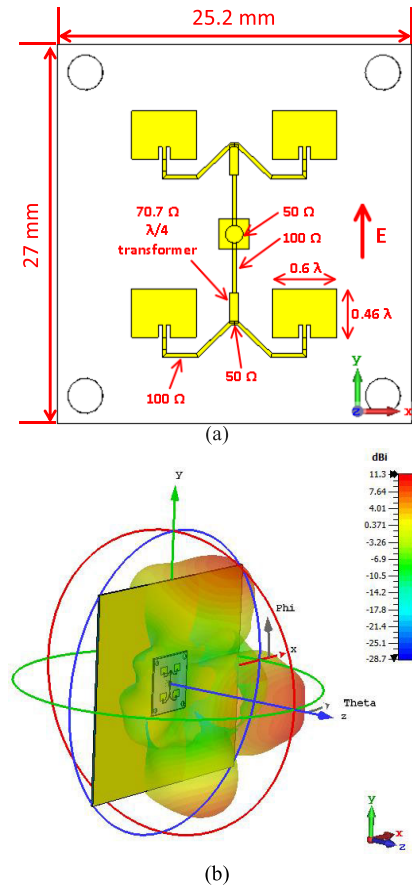 25.2 mm
27 mm
70.7 Ω
λ/4
transformer
50 Ω
100 Ω
E
0.6 λ
0.46 λ
50 Ω
100 Ω
y
z
x
(a)
dBi
11.3
7.64
4.01
0.371
-3.26
-6.89
-10.5
-14.2
-17.8
-21.4
-25.1
-28.7
y
Phi
x
Theta
z
y
x
z
(b)